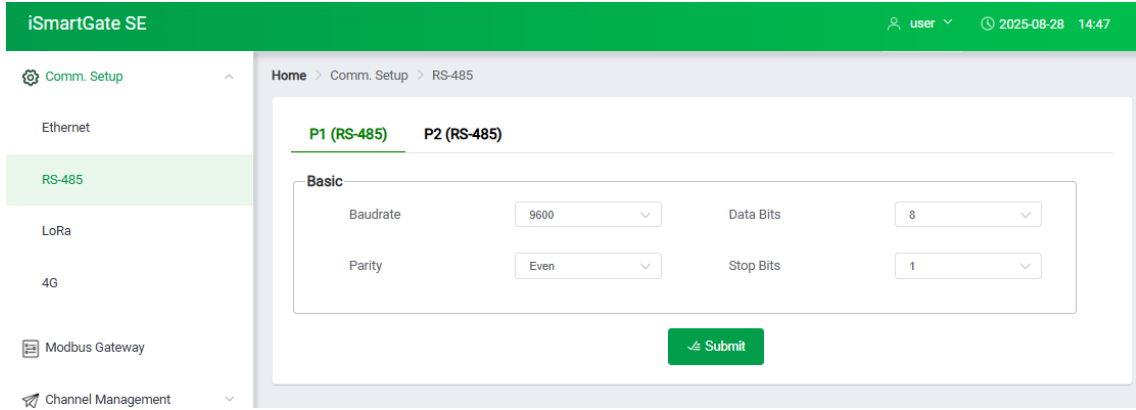 iSmartGate SE
user
2025-08-28 14:47
Comm. Setup
Ethernet
RS-485
LoRa
4G
Modbus Gateway
Channel Management
Home > Comm. Setup > RS-485
P1 (RS-485)
P2 (RS-485)
Basic
Baudrate
9600
Data Bits
8
Parity
Even
Stop Bits
1
Submit